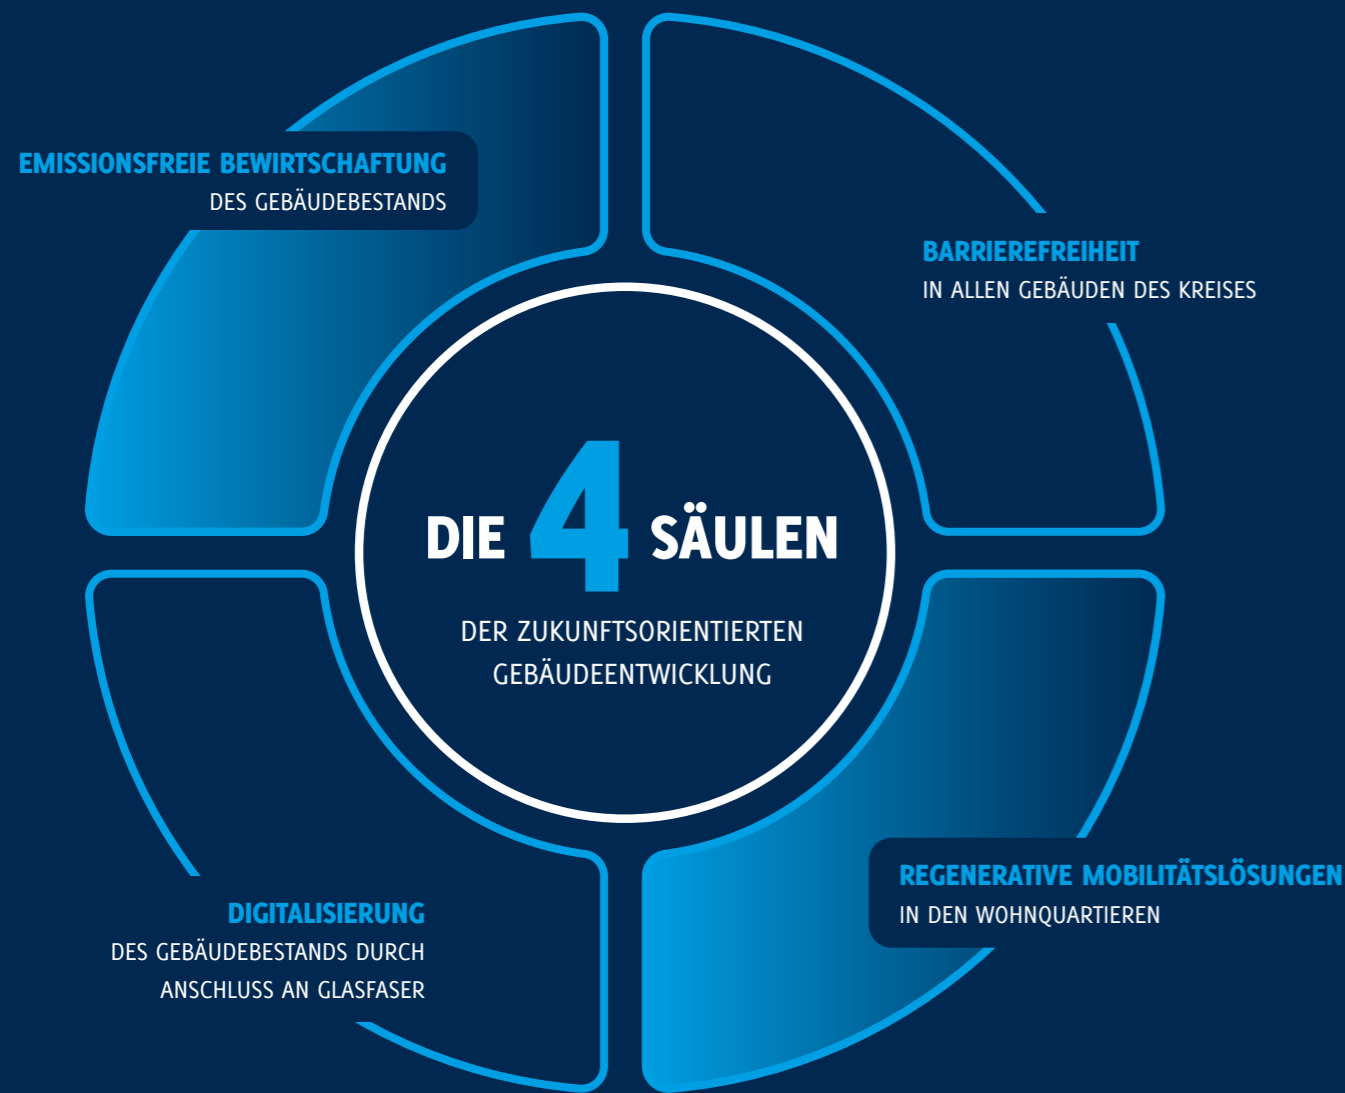 EMISSIONSFREIE BEWIRTSCHAFTUNG
DES GEBÄUDEBESTANDS
BARRIEREFREIHEIT
IN ALLEN GEBÄUDEN DES KREISES
DIE 4 SÄULEN
DER ZUKUNFTSORIENTIERTEN
GEBÄUDEENTWICKLUNG
DIGITALISIERUNG
DES GEBÄUDEBESTANDS DURCH
ANSCHLUSS AN GLASFASER
REGENERATIVE MOBILITÄTSLÖSUNGEN
IN DEN WOHNQUARTIEREN